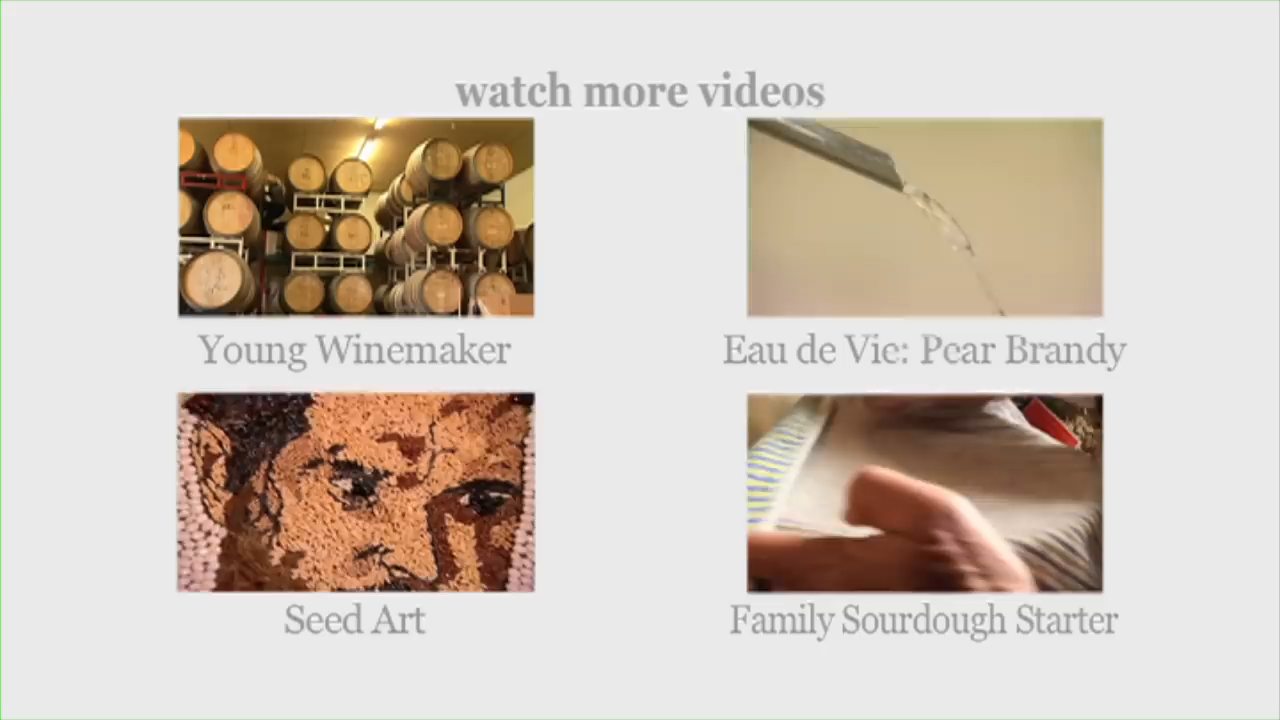 watch more videos
Young Winemaker
Eau de Vie: Pear Brandy
Seed Art
Family Sourdough Starter